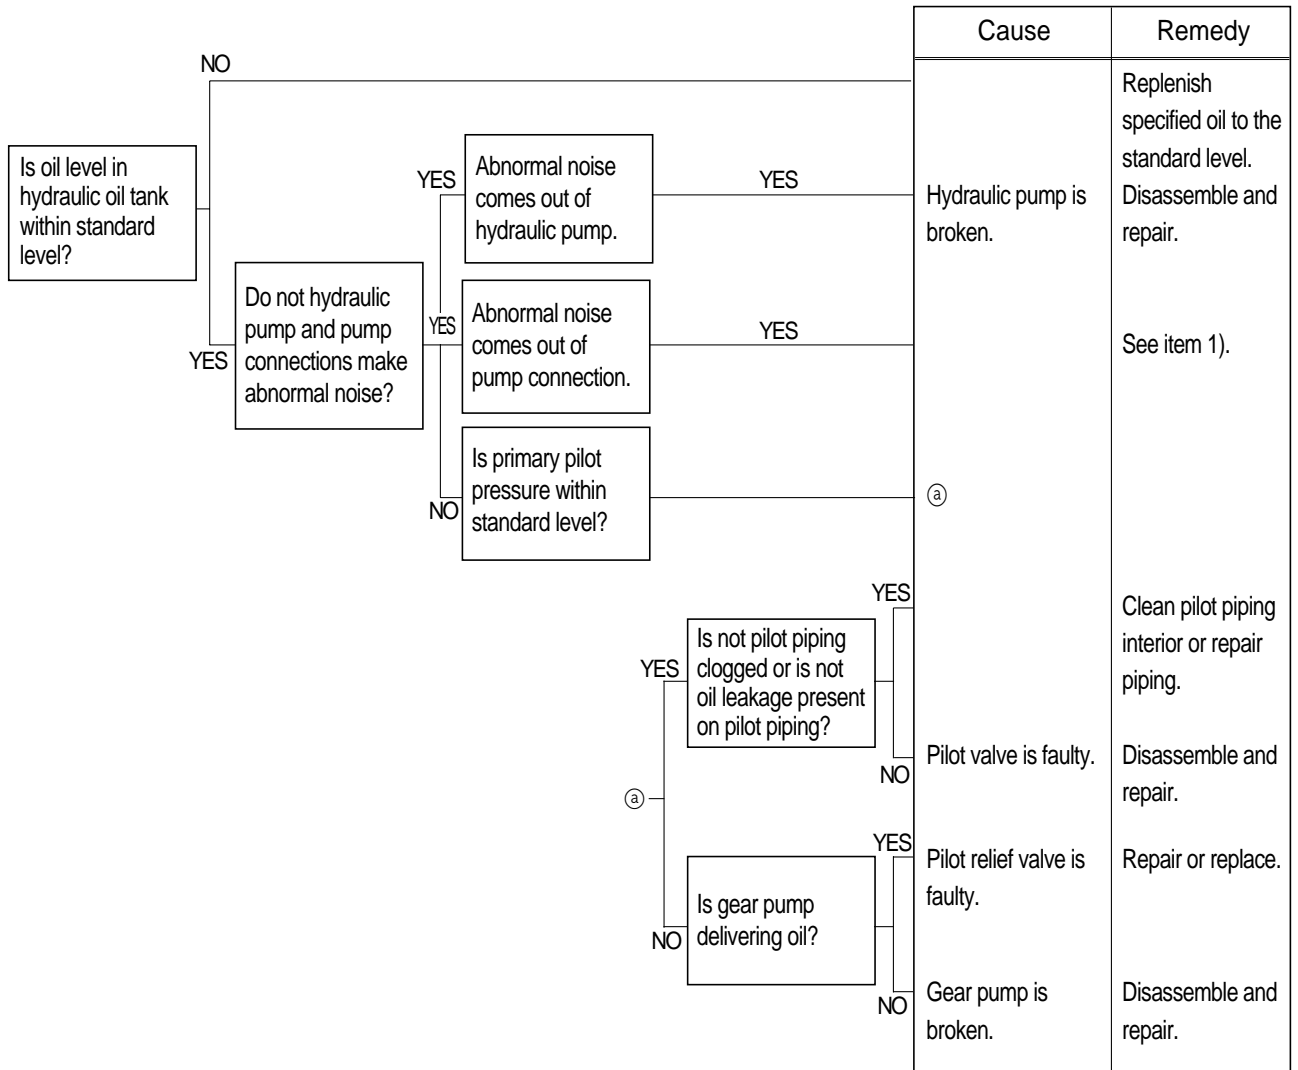 Cause
Remedy
NO
Replenish
specified oil to the
standard level.
Is oil level in
hydraulic oil tank
within standard
level?
YES
Abnormal noise
comes out of
hydraulic pump.
YES
Hydraulic pump is
broken.
Disassemble and
repair.
YES
Do not hydraulic
pump and pump
connections make
abnormal noise?
YES
Abnormal noise
comes out of
pump connection.
YES
See item 1).
NO
Is primary pilot
pressure within
standard level?
ⓐ
YES
Is not pilot piping
clogged or is not
oil leakage present
on pilot piping?
YES
Clean pilot piping
interior or repair
piping.
NO
Pilot valve is faulty.
Disassemble and
repair.
ⓐ
NO
Is gear pump
delivering oil?
YES
Pilot relief valve is
faulty.
Repair or replace.
NO
Gear pump is
broken.
Disassemble and
repair.